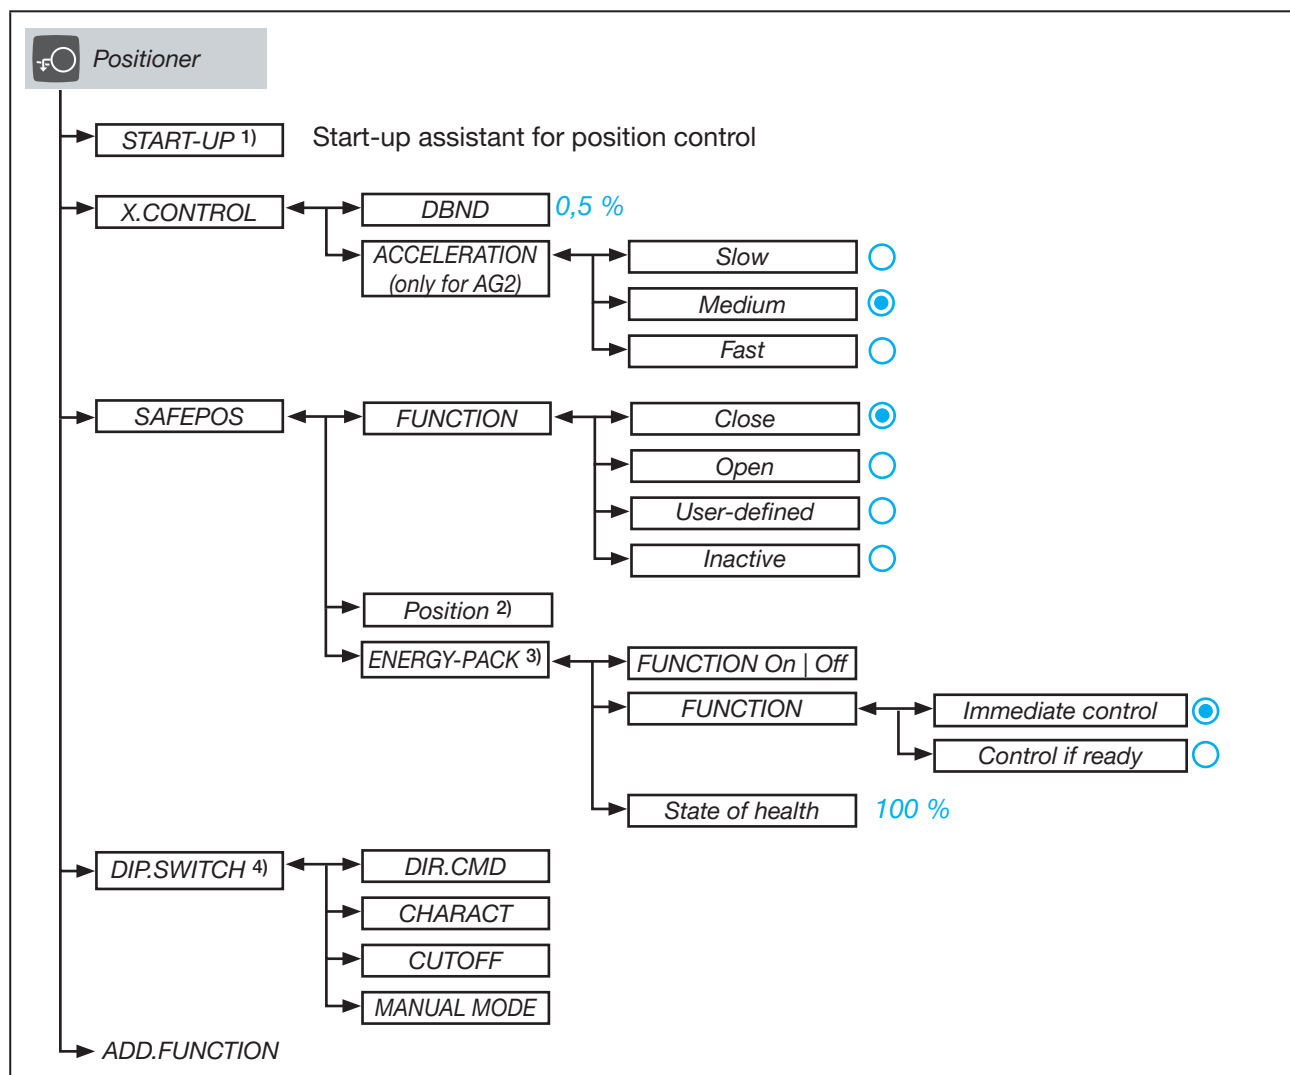 Positioner
START-UP 1) Start-up assistant for position control
X.CONTROL DBND 0,5 %
ACCELERATION
(only for AG2)
Slow
Medium
Fast
SAFEPOS FUNCTION Close
Open
User-defined
Inactive
Position 2)
ENERGY-PACK 3) FUNCTION On | Off
FUNCTION Immediate control
Control if ready
State of health 100 %
DIP.SWITCH 4) DIR.CMD
CHARACT
CUTOFF
MANUAL MODE
ADD.FUNCTION